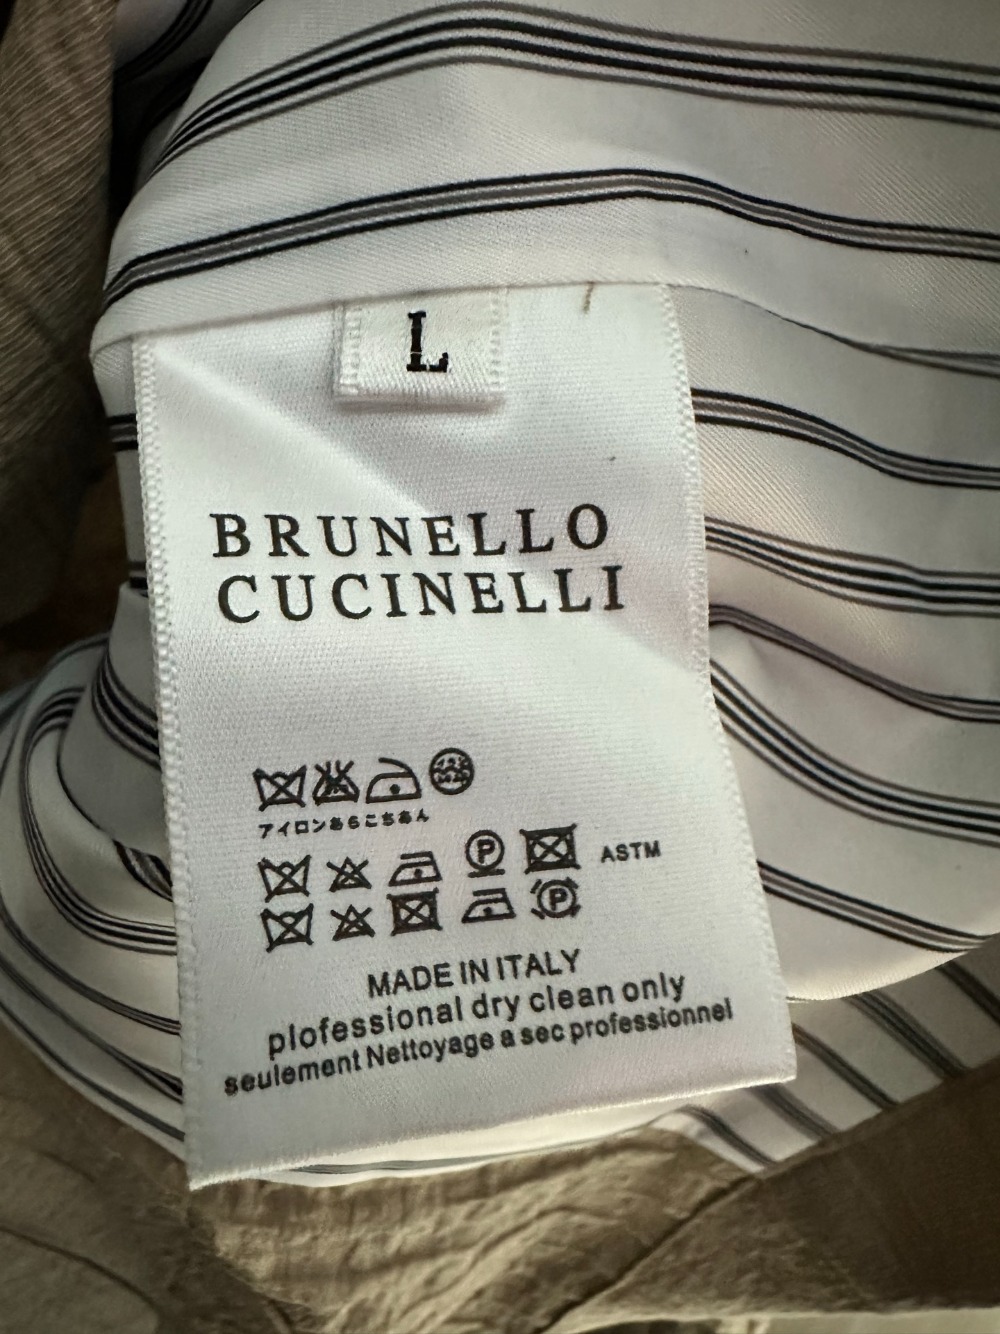 L
BRUNELLO
CUCINELLI
アイロンあらこちあん
P
ASTM
P
MADE IN ITALY
plofessional dry clean only
seulement Nettoyage a sec professionnel